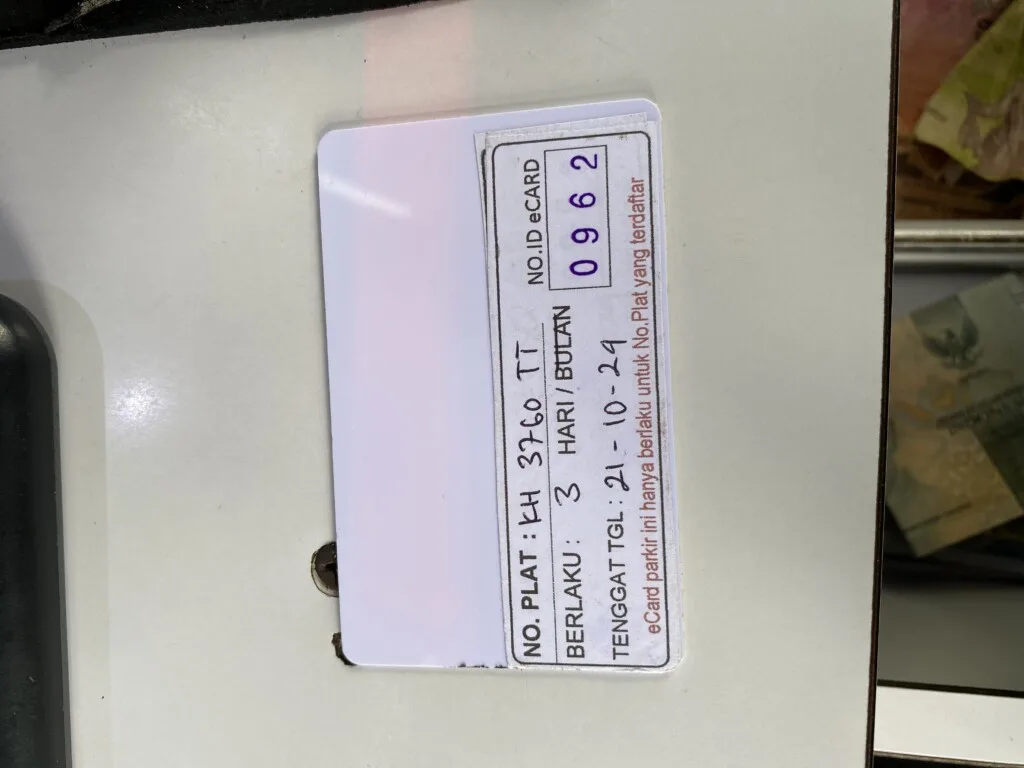 NO. PLAT : KH 3760 TT
NO.ID eCARD
0962
BERLAKU : 3 HARI / BULAN
TENGGAT TGL : 21-10-29
eCard parkir ini hanya berlaku untuk No.Plat yang terdaftar